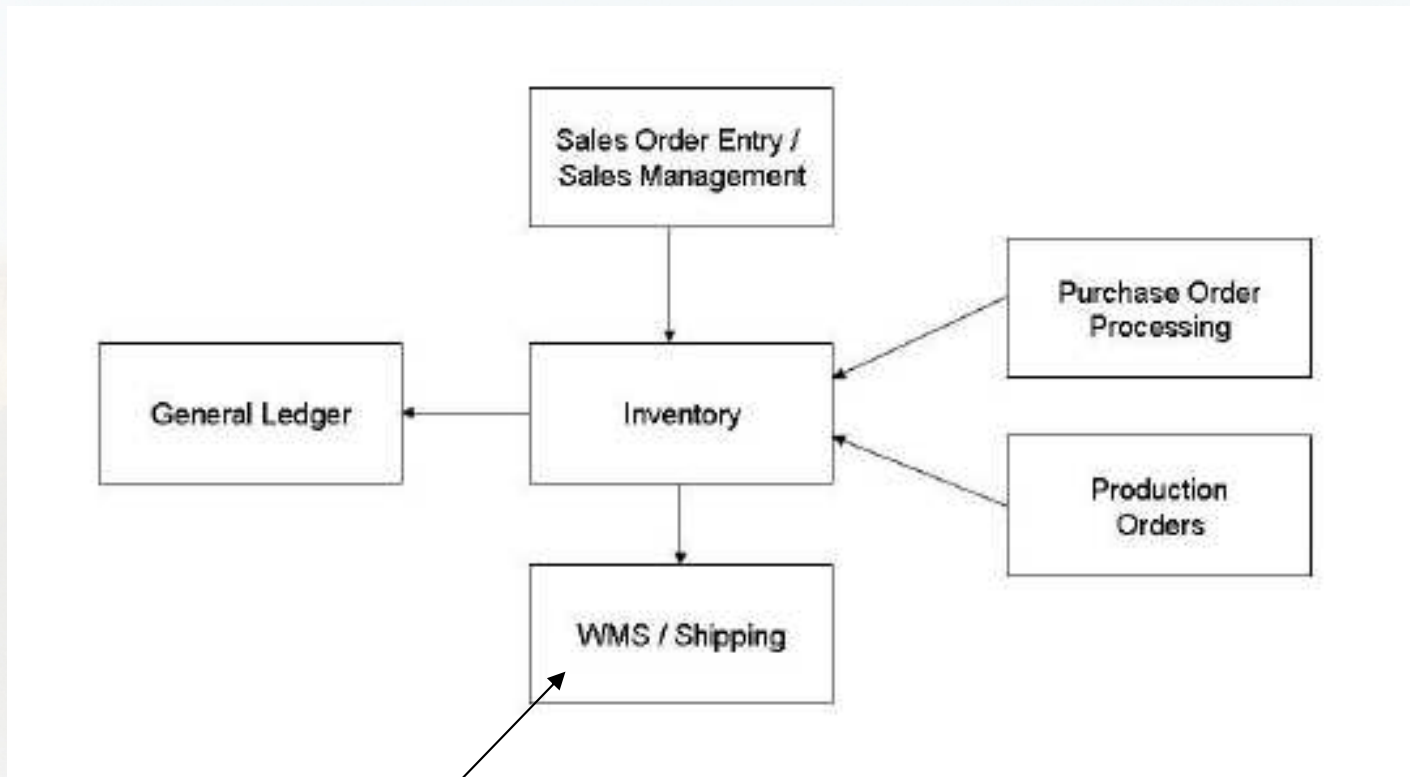 Sales Order Entry /
Sales Management
Purchase Order
Processing
General Ledger
Inventory
Production
Orders
WMS / Shipping